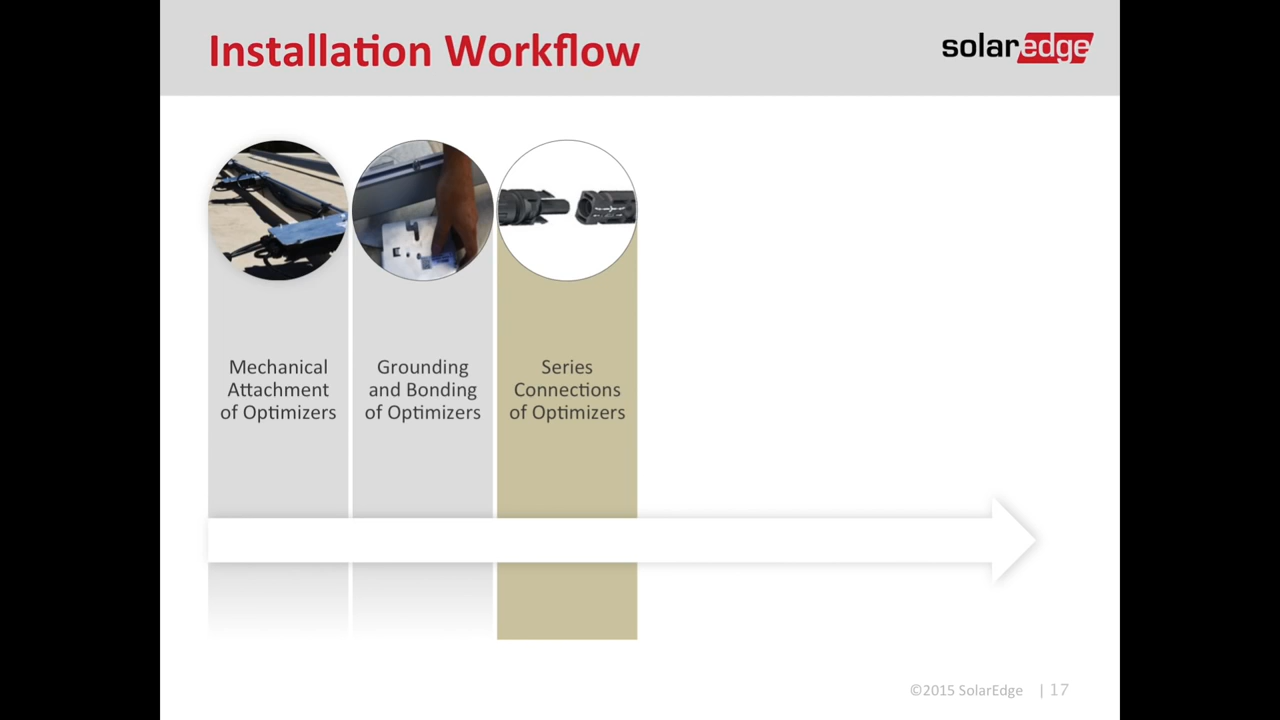 Installation Workflow
solaredge
Mechanical
Attachment
of Optimizers
Grounding
and Bonding
of Optimizers
Series
Connections
of Optimizers
©2015 SolarEdge | 17